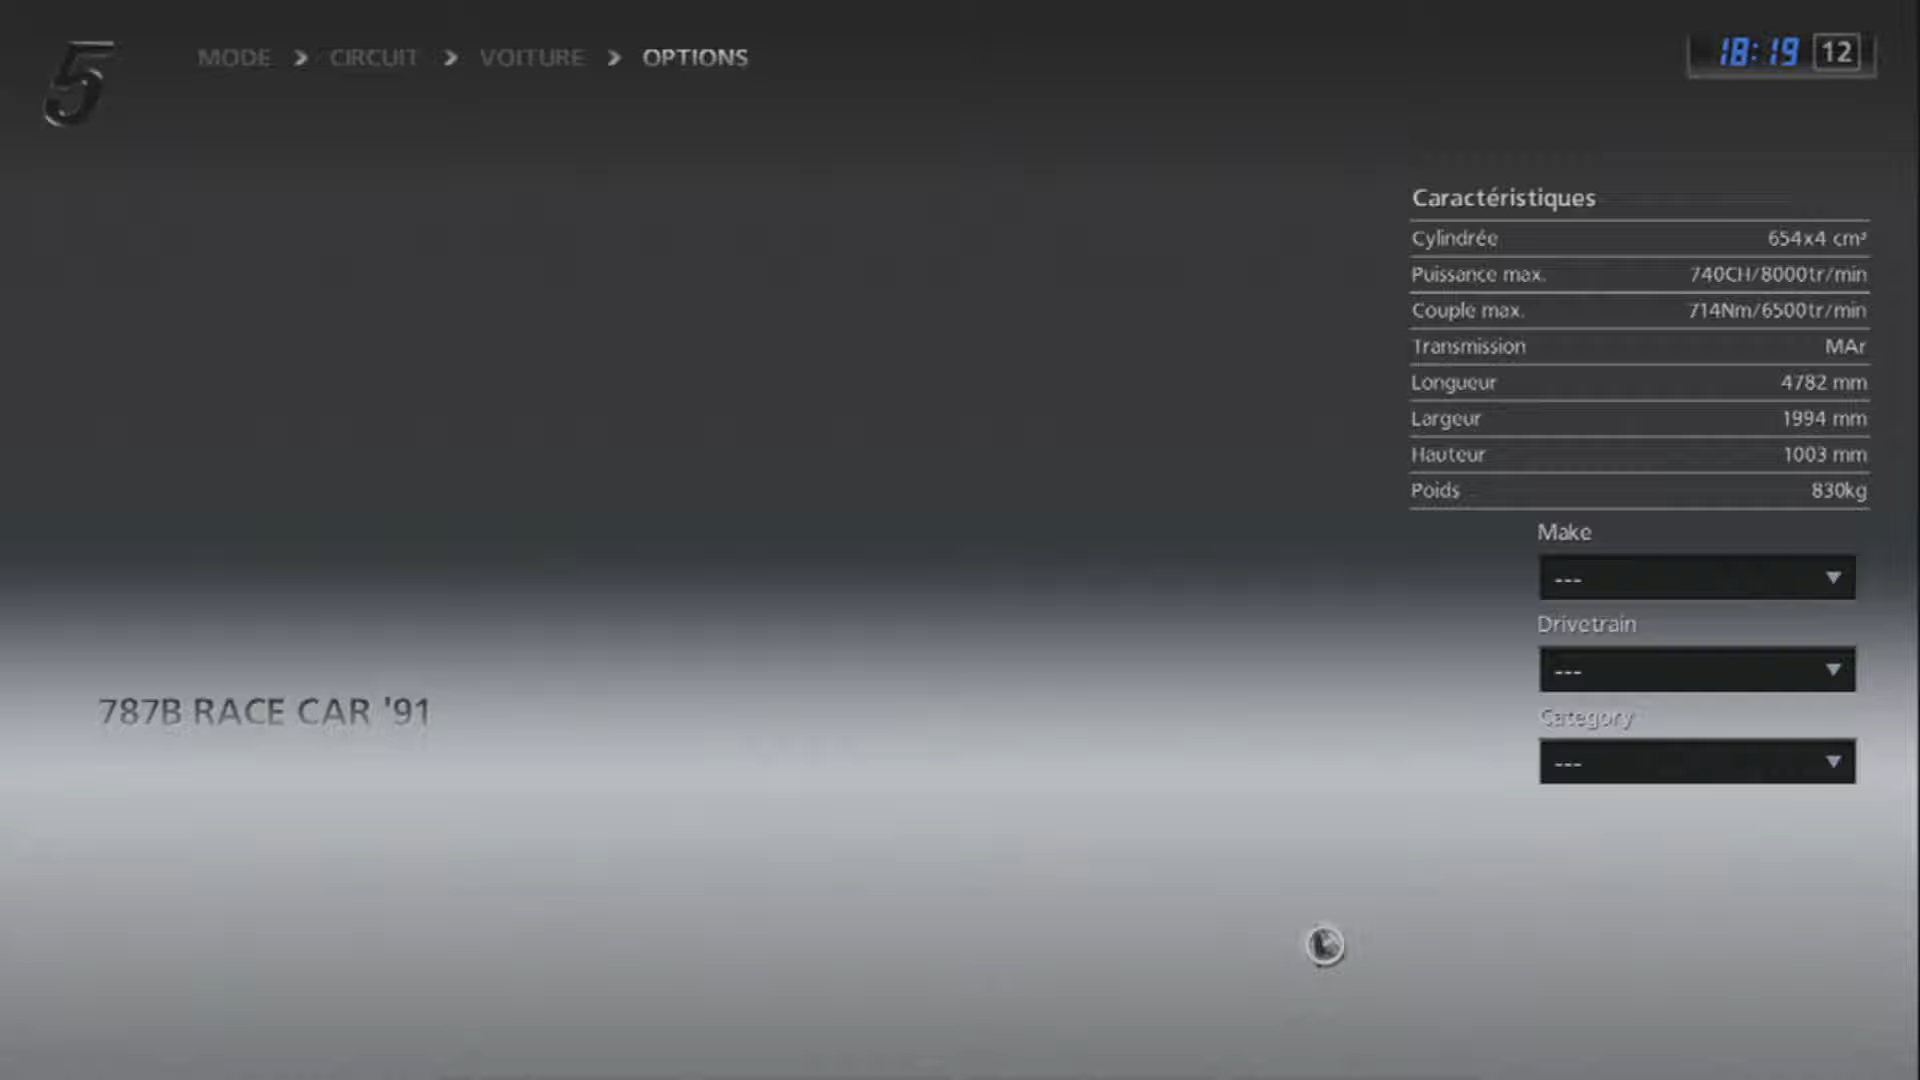 5
MODE > CIRCUIT > VOITURE > OPTIONS
18:19 12
Caractéristiques
Cylindrée 654x4 cm³
Puissance max. 740CH/8000tr/min
Couple max. 714Nm/6500tr/min
Transmission MAr
Longueur 4782 mm
Largeur 1994 mm
Hauteur 1003 mm
Poids 830kg
Make
---
Drivetrain
---
Category
---
787B RACE CAR '91